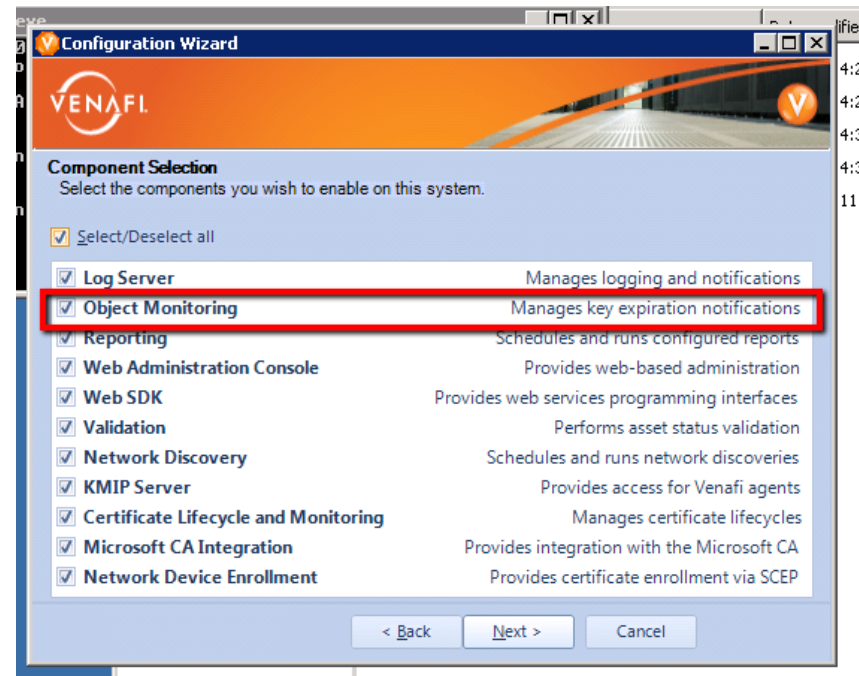 Configuration Wizard
VENAFI
Component Selection
Select the components you wish to enable on this system.
Select/Deselect all
Log Server Manages logging and notifications
Object Monitoring Manages key expiration notifications
Reporting Schedules and runs configured reports
Web Administration Console Provides web-based administration
Web SDK Provides web services programming interfaces
Validation Performs asset status validation
Network Discovery Schedules and runs network discoveries
KMIP Server Provides access for Venafi agents
Certificate Lifecycle and Monitoring Manages certificate lifecycles
Microsoft CA Integration Provides integration with the Microsoft CA
Network Device Enrollment Provides certificate enrollment via SCEP
< Back Next > Cancel